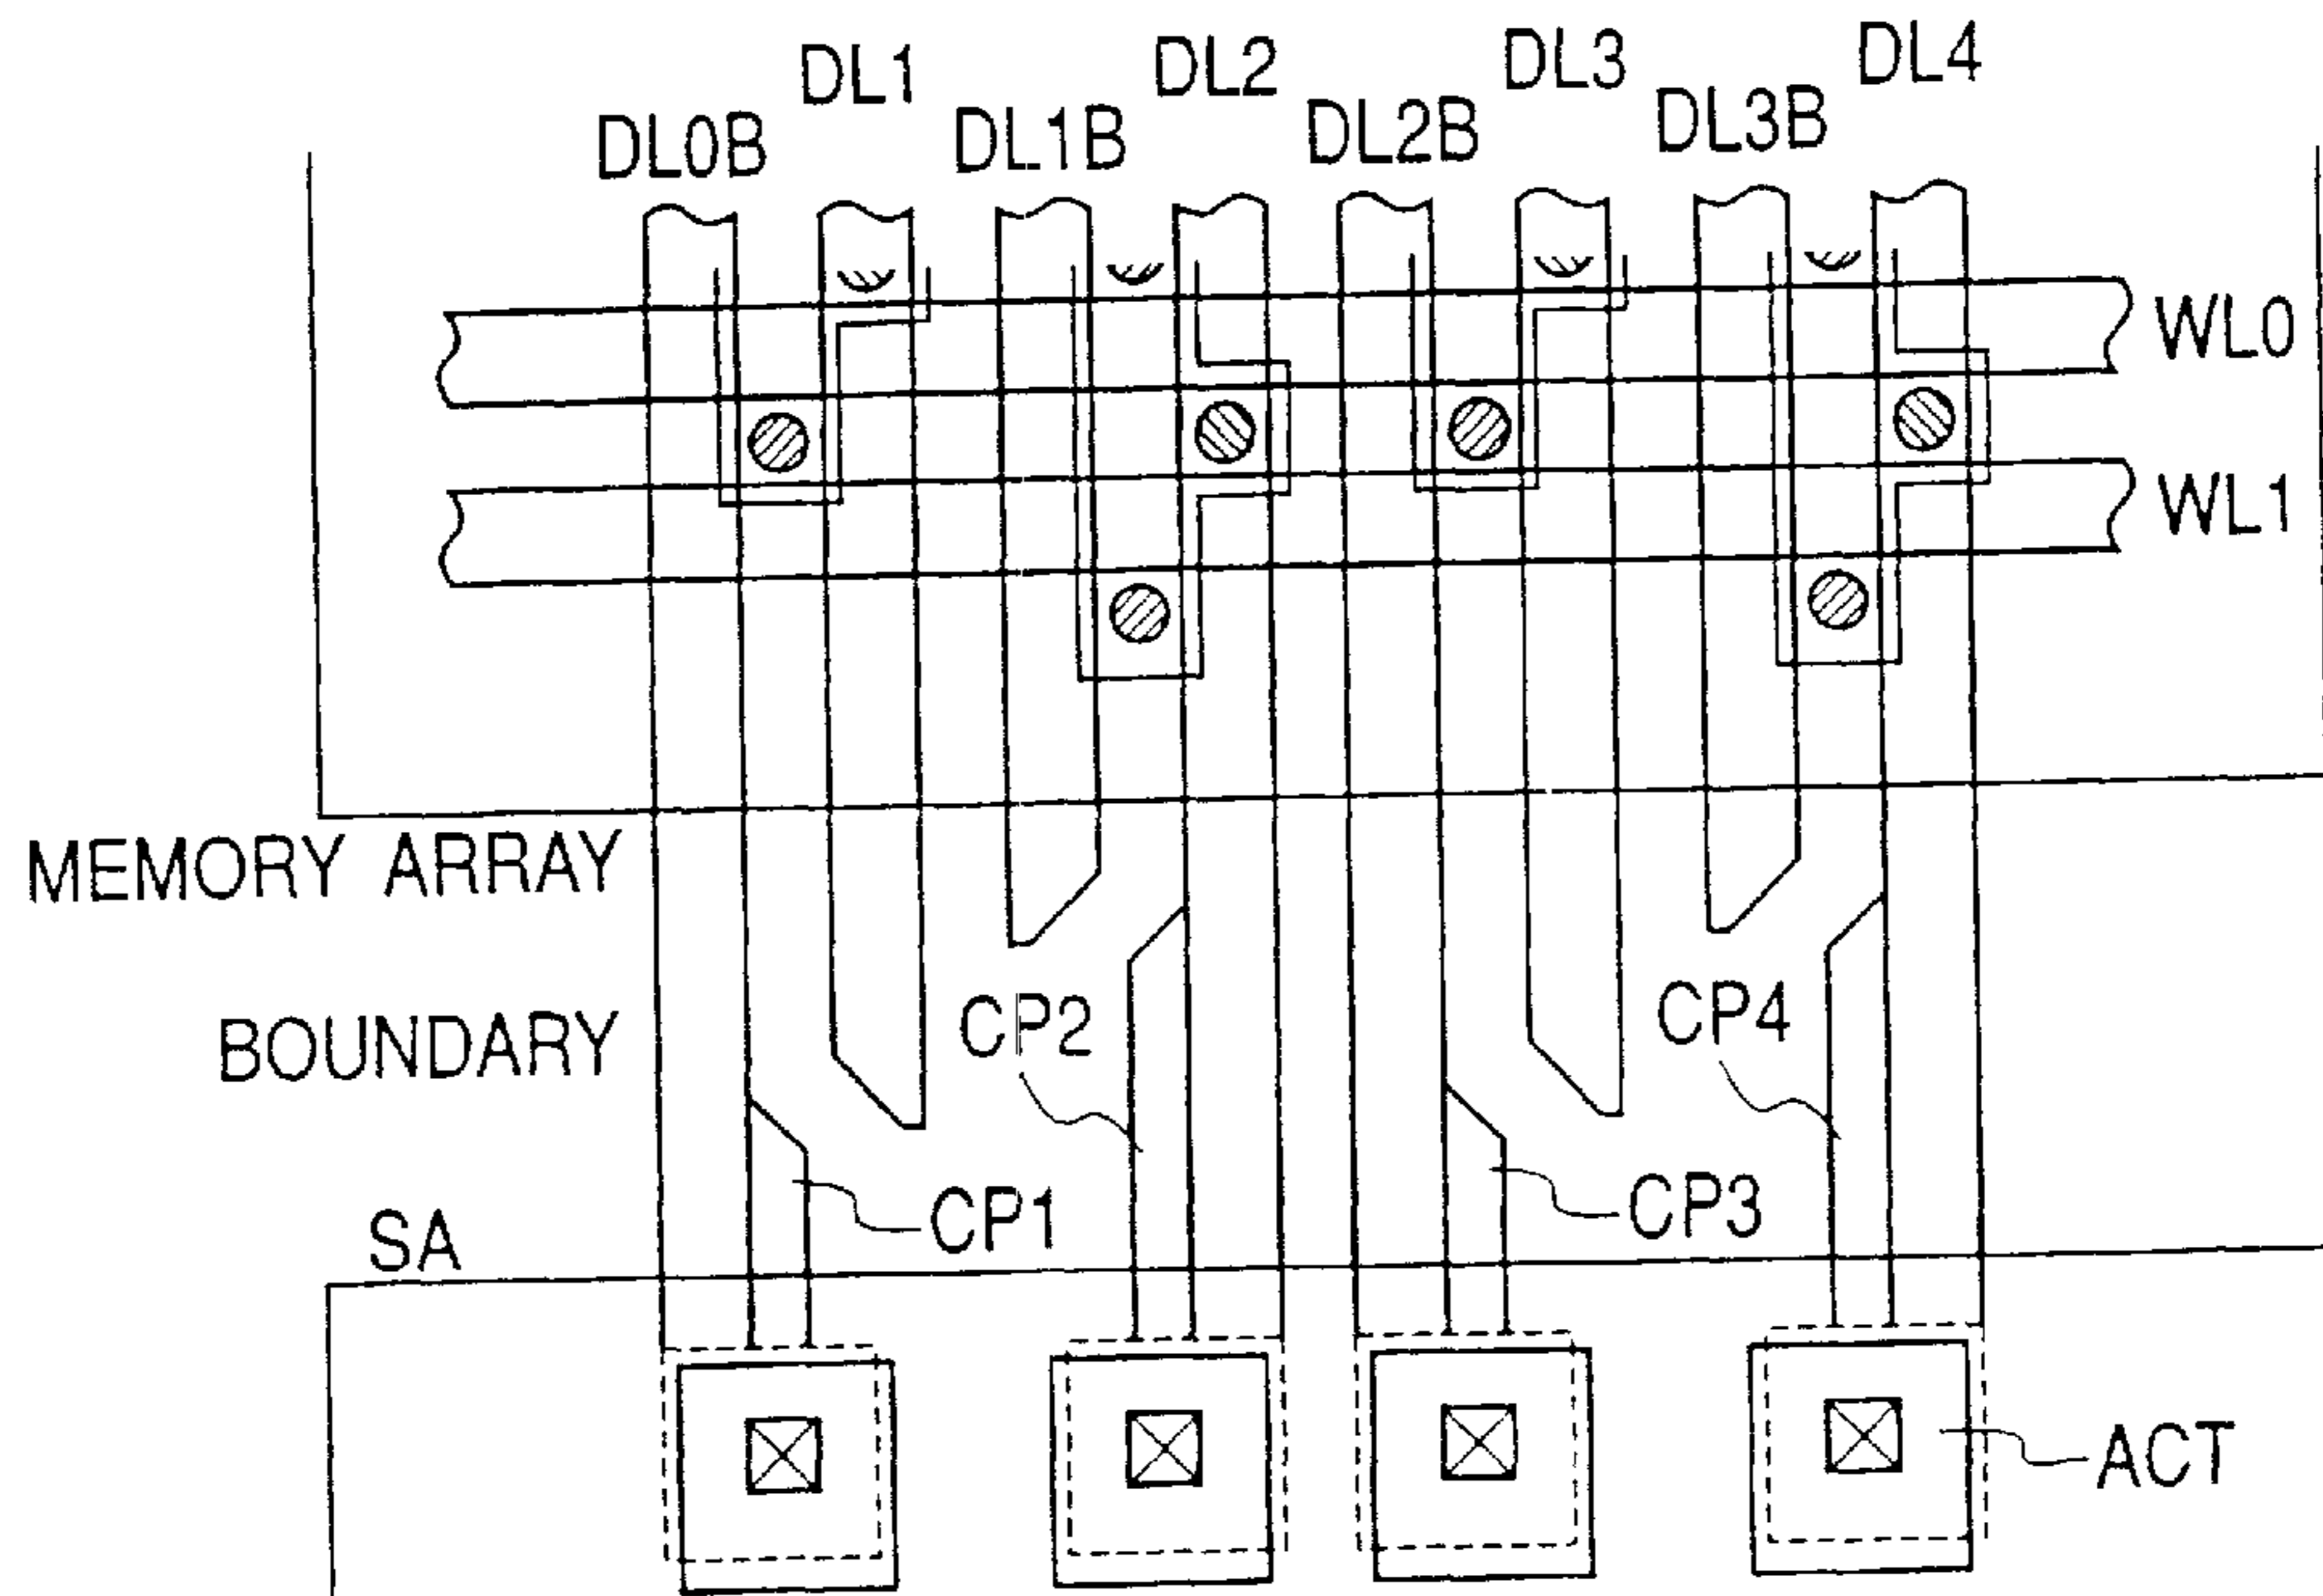 DL1
DL2
DL3
DL4
DL0B
DL1B
DL2B
DL3B
WL0
WL1
MEMORY ARRAY
BOUNDARY
CP2
CP4
CP1
CP3
SA
ACT